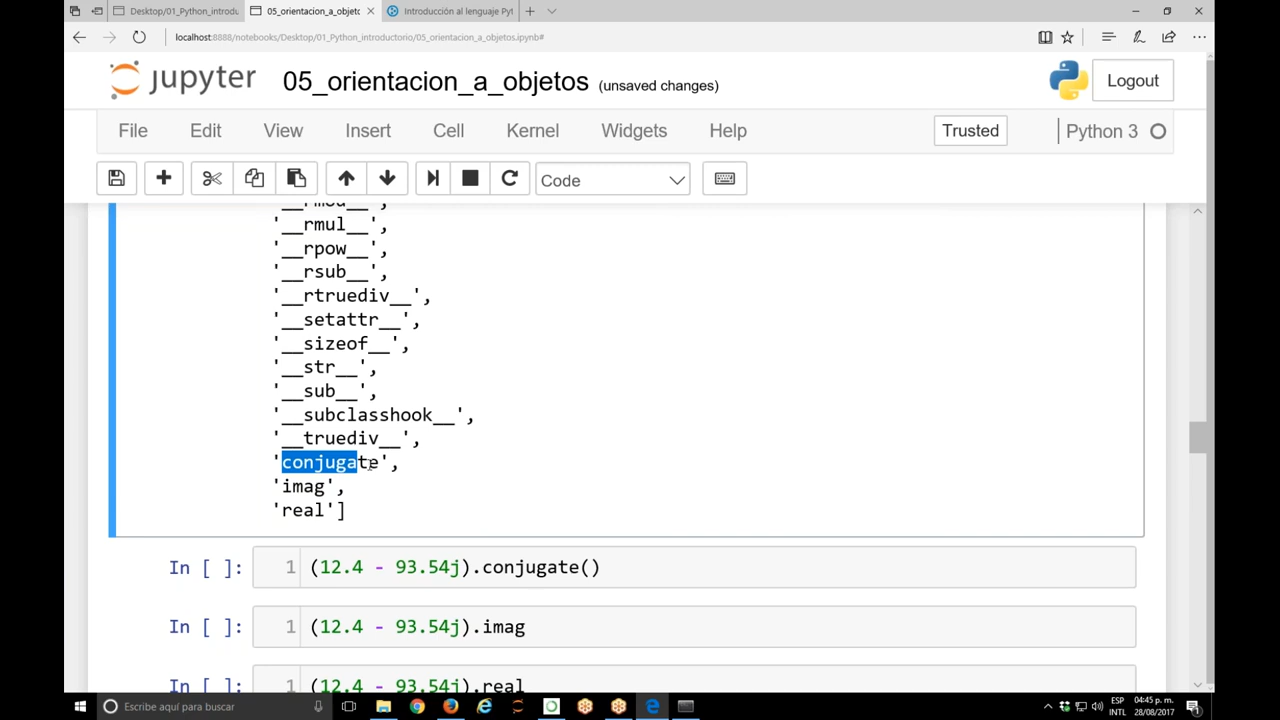 Desktop/01_Python_introdu
05_orientacion_a_objeto
Introducción al lenguaje Pyt
localhost:8888/notebooks/Desktop/01_Python_introductorio/05_orientacion_a_objetos.ipynb#
jupyter 05_orientacion_a_objetos (unsaved changes) Logout
File Edit View Insert Cell Kernel Widgets Help Trusted Python 3
Code
'__rmod__',
'__rmul__',
'__rpow__',
'__rsub__',
'__rtruediv__',
'__setattr__',
'__sizeof__',
'__str__',
'__sub__',
'__subclasshook__',
'__truediv__',
'conjugate',
'imag',
'real']
In [ ]: 1 (12.4 - 93.54j).conjugate()
In [ ]: 1 (12.4 - 93.54j).imag
In [ ]: 1 (12.4 - 93.54j).real
Escribe aquí para buscar
ESP 04:45 p. m.
INTL 28/08/2017